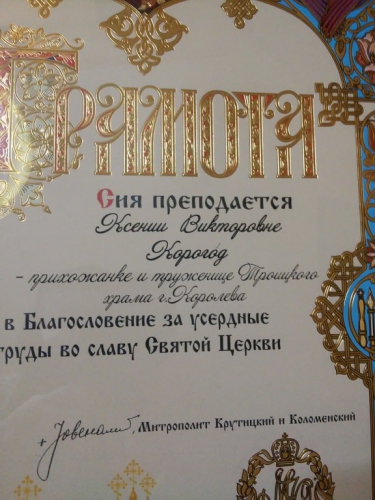 Грамота
Сия преподается
Ксении Викторовне
Корогод
- прихожанке и труженице Троицкого
храма г.Королева
в Благословение за усердные
труды во славу Святой Церкви
+ Ювеналий, Митрополит Крутицкий и Коломенский